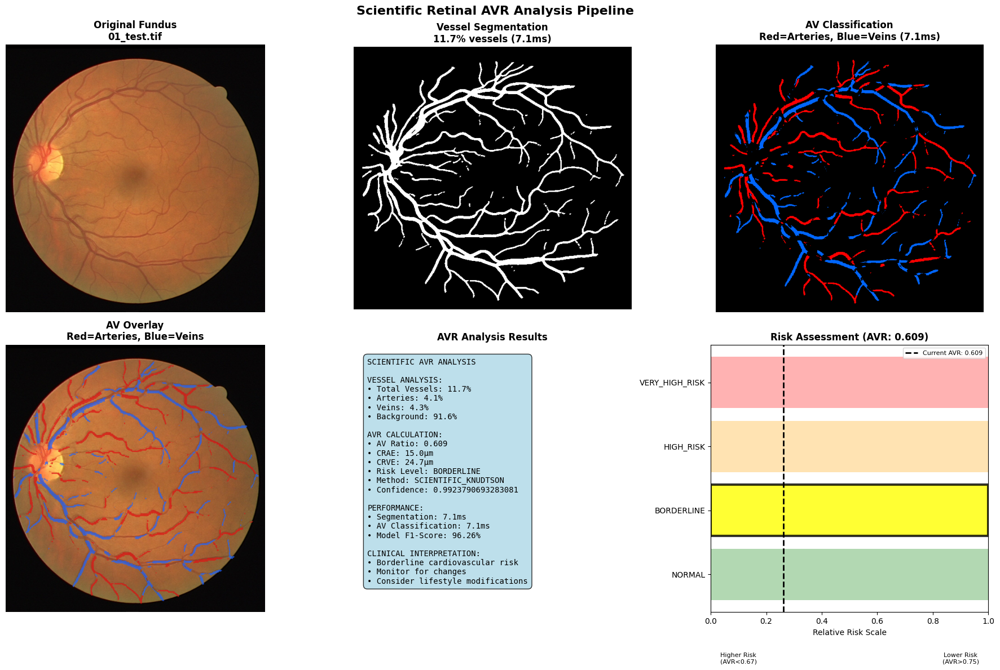 Scientific Retinal AVR Analysis Pipeline
Original Fundus
01_test.tif
Vessel Segmentation
11.7% vessels (7.1ms)
AV Classification
Red=Arteries, Blue=Veins (7.1ms)
AV Overlay
Red=Arteries, Blue=Veins
AVR Analysis Results
SCIENTIFIC AVR ANALYSIS
VESSEL ANALYSIS:
• Total Vessels: 11.7%
• Arteries: 4.1%
• Veins: 4.3%
• Background: 91.6%
AVR CALCULATION:
• AV Ratio: 0.609
• CRAE: 15.0μm
• CRVE: 24.7μm
• Risk Level: BORDERLINE
• Method: SCIENTIFIC_KNUDTSON
• Confidence: 0.9923790693283081
PERFORMANCE:
• Segmentation: 7.1ms
• AV Classification: 7.1ms
• Model F1-Score: 96.26%
CLINICAL INTERPRETATION:
• Borderline cardiovascular risk
• Monitor for changes
• Consider lifestyle modifications
Risk Assessment (AVR: 0.609)
Current AVR: 0.609
VERY_HIGH_RISK
HIGH_RISK
BORDERLINE
NORMAL
0.0 0.2 0.4 0.6 0.8 1.0
Relative Risk Scale
Higher Risk
(AVR<0.67)
Lower Risk
(AVR>0.75)